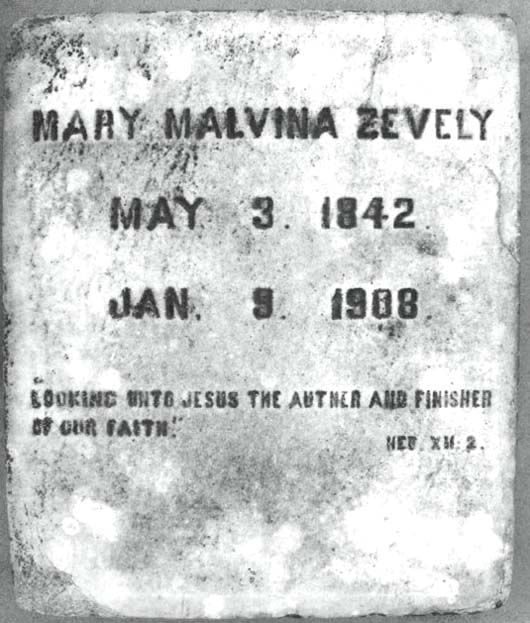 MARY MALVINA ZEVELY
MAY 3. 1842.
JAN. 9. 1908.
"LOOKING UNTO JESUS THE AUTHER AND FINISHER
OF OUR FAITH."
HEB. XII. 2.